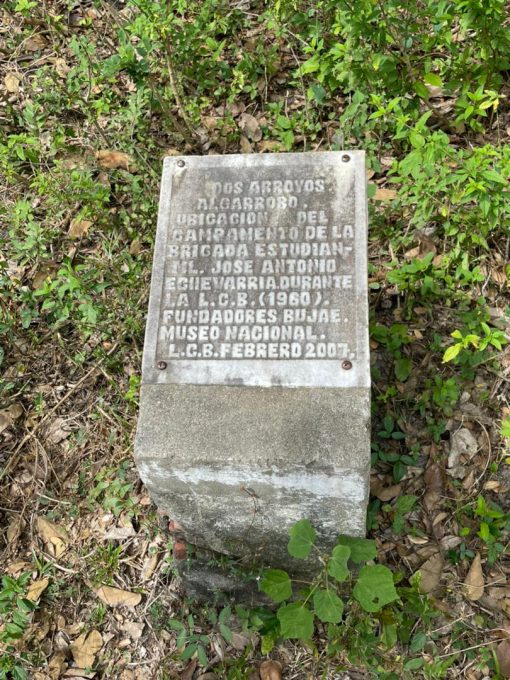 DOS ARROYOS
ALGARROBO.
UBICACION DEL
CAMPAMENTO DE LA
BRIGADA ESTUDIAN-
TIL. JOSE ANTONIO
ECHEVARRIA.DURANTE
LA L.C.B. (1960).
FUNDADORES BUJAE.
MUSEO NACIONAL.
L.C.B. FEBRERO 2007.